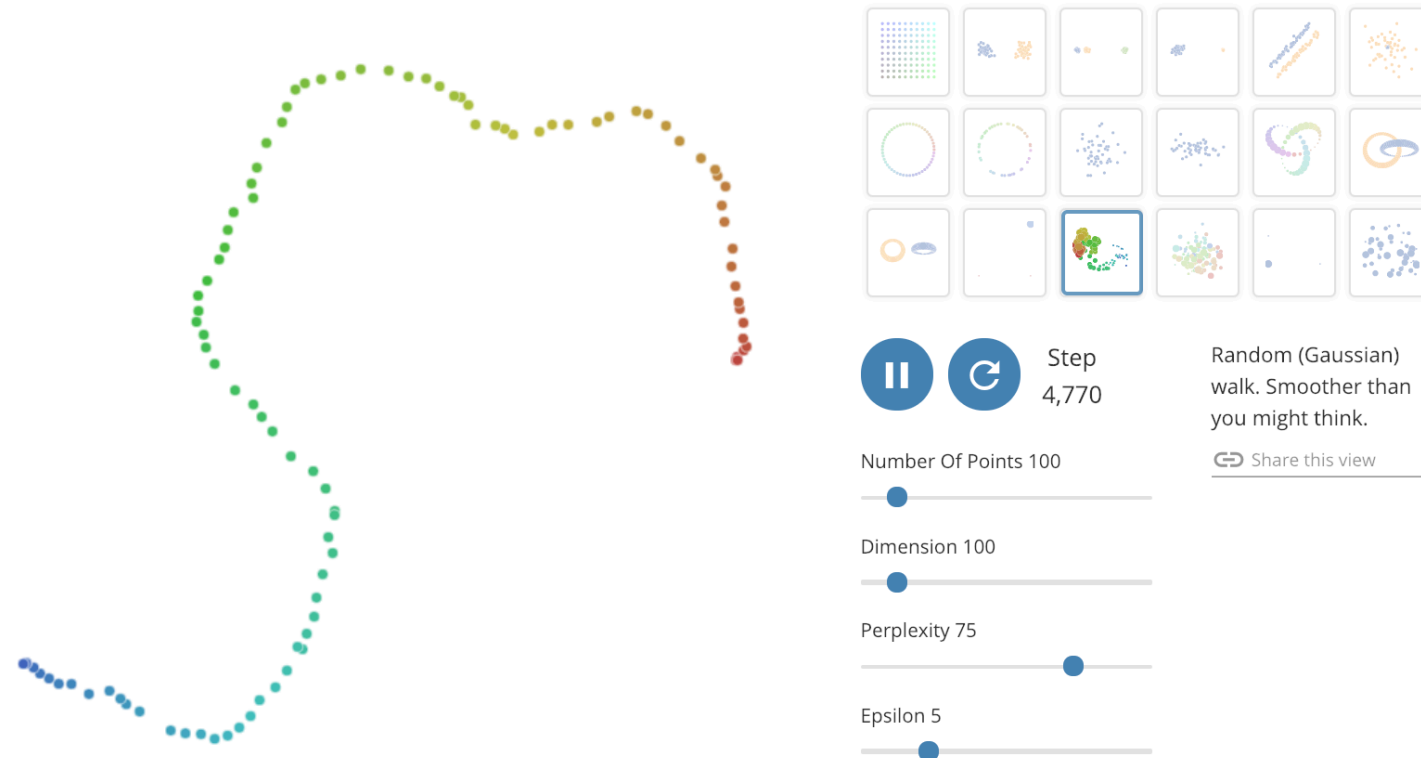 Step
4,770
Random (Gaussian)
walk. Smoother than
you might think.
Share this view
Number Of Points 100
Dimension 100
Perplexity 75
Epsilon 5